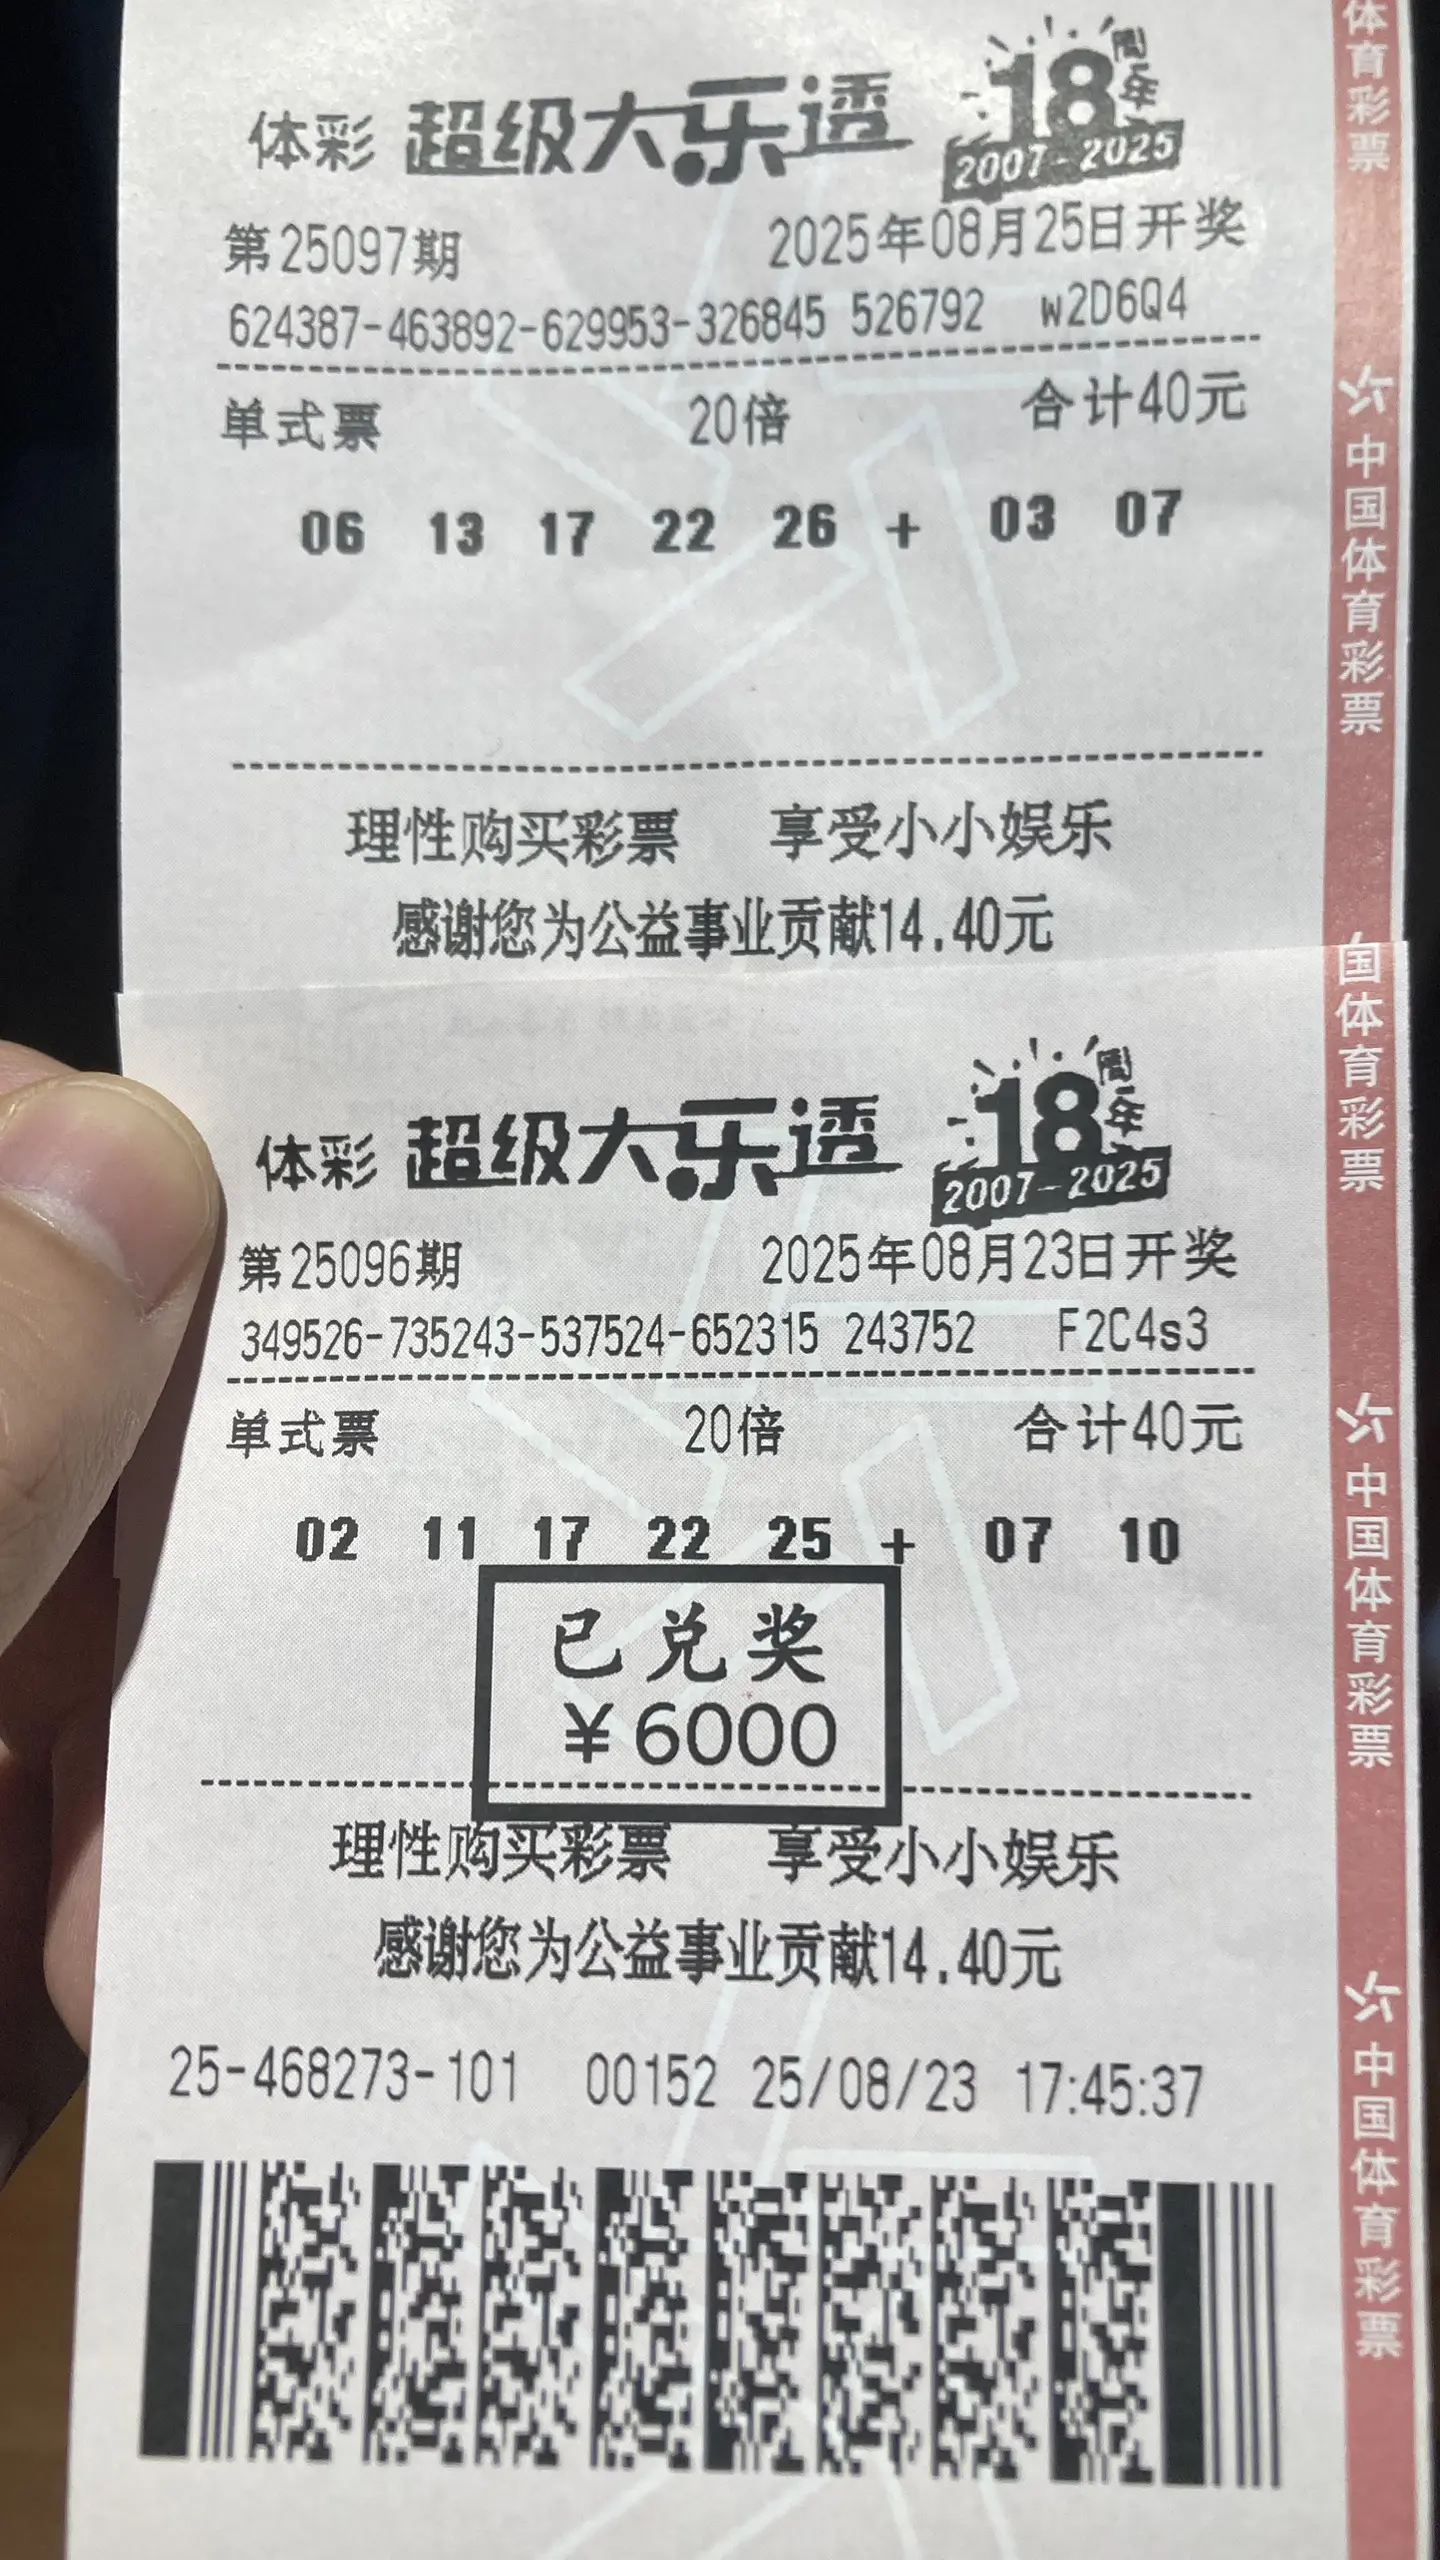 体彩 超级大乐透 18周年
2007-2025
第25097期 2025年08月25日开奖
624387-463892-629953-326845 526792 w2D6Q4
单式票 20倍 合计40元
06 13 17 22 26 + 03 07
理性购买彩票 享受小小娱乐
感谢您为公益事业贡献14.40元
体彩 超级大乐透 18周年
2007-2025
第25096期 2025年08月23日开奖
349526-735243-537524-652315 243752 F2C4s3
单式票 20倍 合计40元
02 11 17 22 25 + 07 10
已兑奖
¥6000
理性购买彩票 享受小小娱乐
感谢您为公益事业贡献14.40元
25-468273-101 00152 25/08/23 17:45:37
体育彩票
中国体育彩票
国体育彩票
中国体育彩票
中国体育彩票